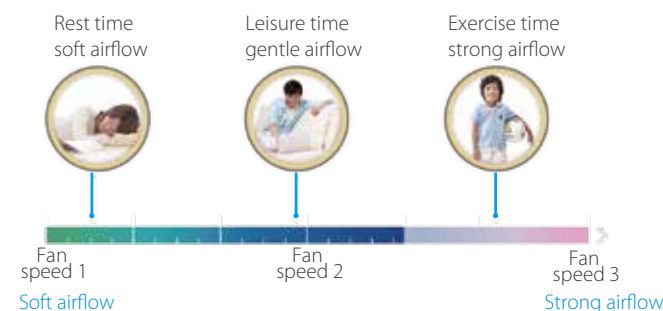 Rest time
soft airflow
Leisure time
gentle airflow
Exercise time
strong airflow
Fan
speed 1
Fan
speed 2
Fan
speed 3
Soft airflow
Strong airflow